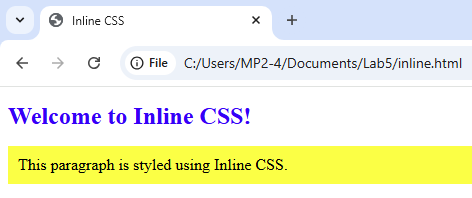 Inline CSS
File C:/Users/MP2-4/Documents/Lab5/inline.html
Welcome to Inline CSS!
This paragraph is styled using Inline CSS.